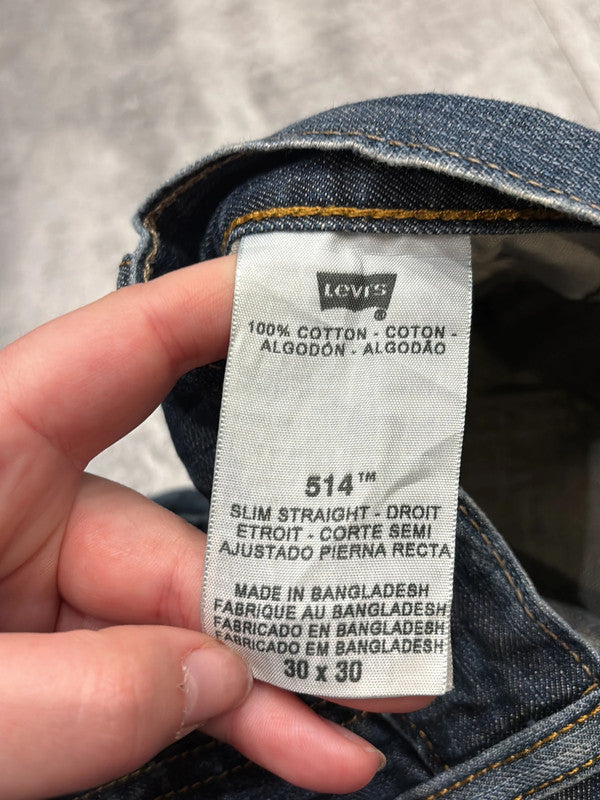 Levi's
®
100% COTTON - COTON -
ALGODÓN - ALGODÃO
514™
SLIM STRAIGHT - DROIT
ETROIT - CORTE SEMI
AJUSTADO PIERNA RECTA
MADE IN BANGLADESH
FABRIQUE AU BANGLADESH
FABRICADO EN BANGLADESH
FABRICADO EM BANGLADESH
30 x 30